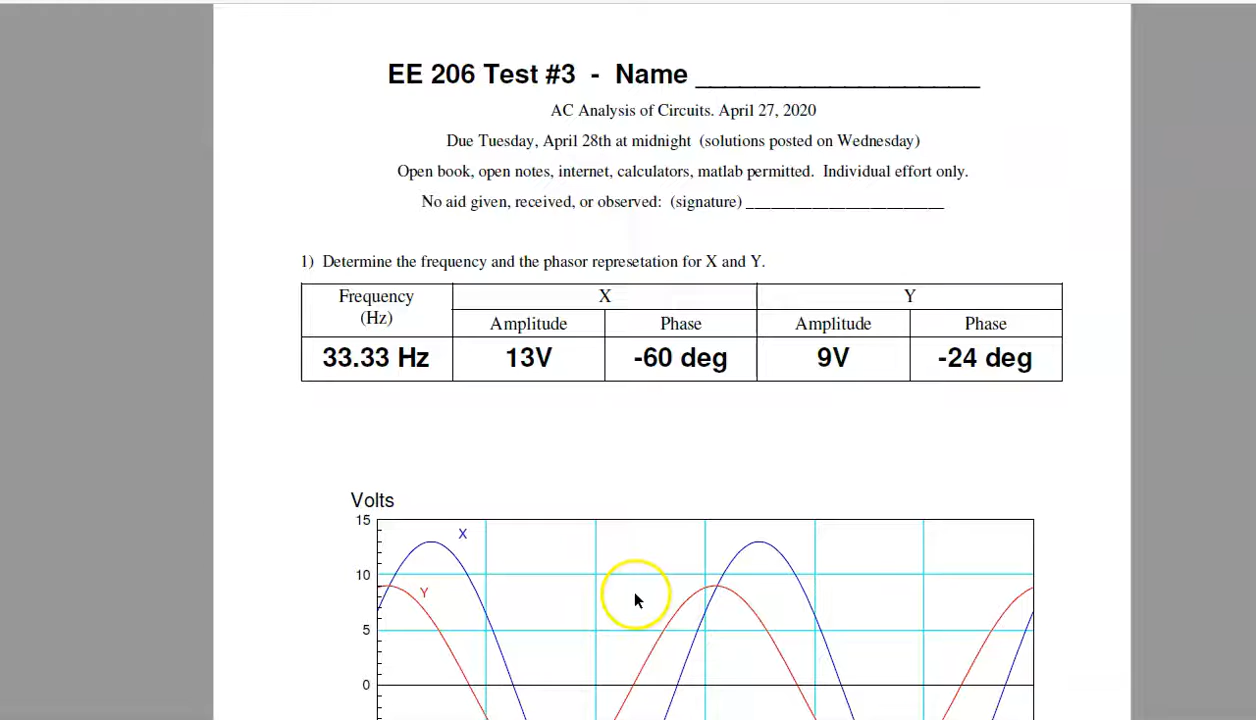 EE 206 Test #3 - Name ____________________
AC Analysis of Circuits. April 27, 2020
Due Tuesday, April 28th at midnight (solutions posted on Wednesday)
Open book, open notes, internet, calculators, matlab permitted. Individual effort only.
No aid given, received, or observed: (signature) ______________________
1) Determine the frequency and the phasor represetation for X and Y.
Frequency (Hz) X Y
Amplitude Phase Amplitude Phase
33.33 Hz 13V -60 deg 9V -24 deg
Volts
15
X
10
Y
5
0